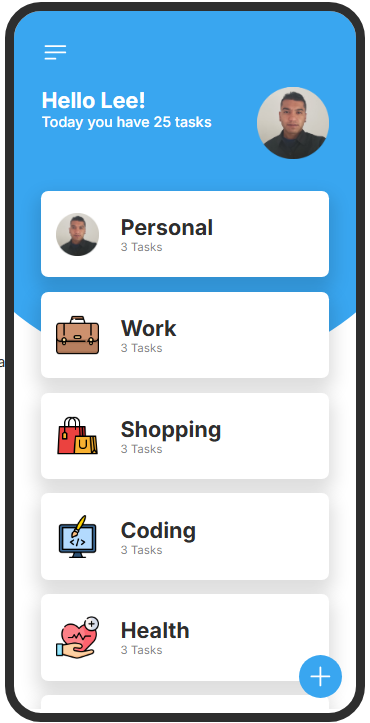 Hello Lee!
Today you have 25 tasks
Personal
3 Tasks
a
Work
3 Tasks
Shopping
3 Tasks
Coding
3 Tasks
Health
3 Tasks